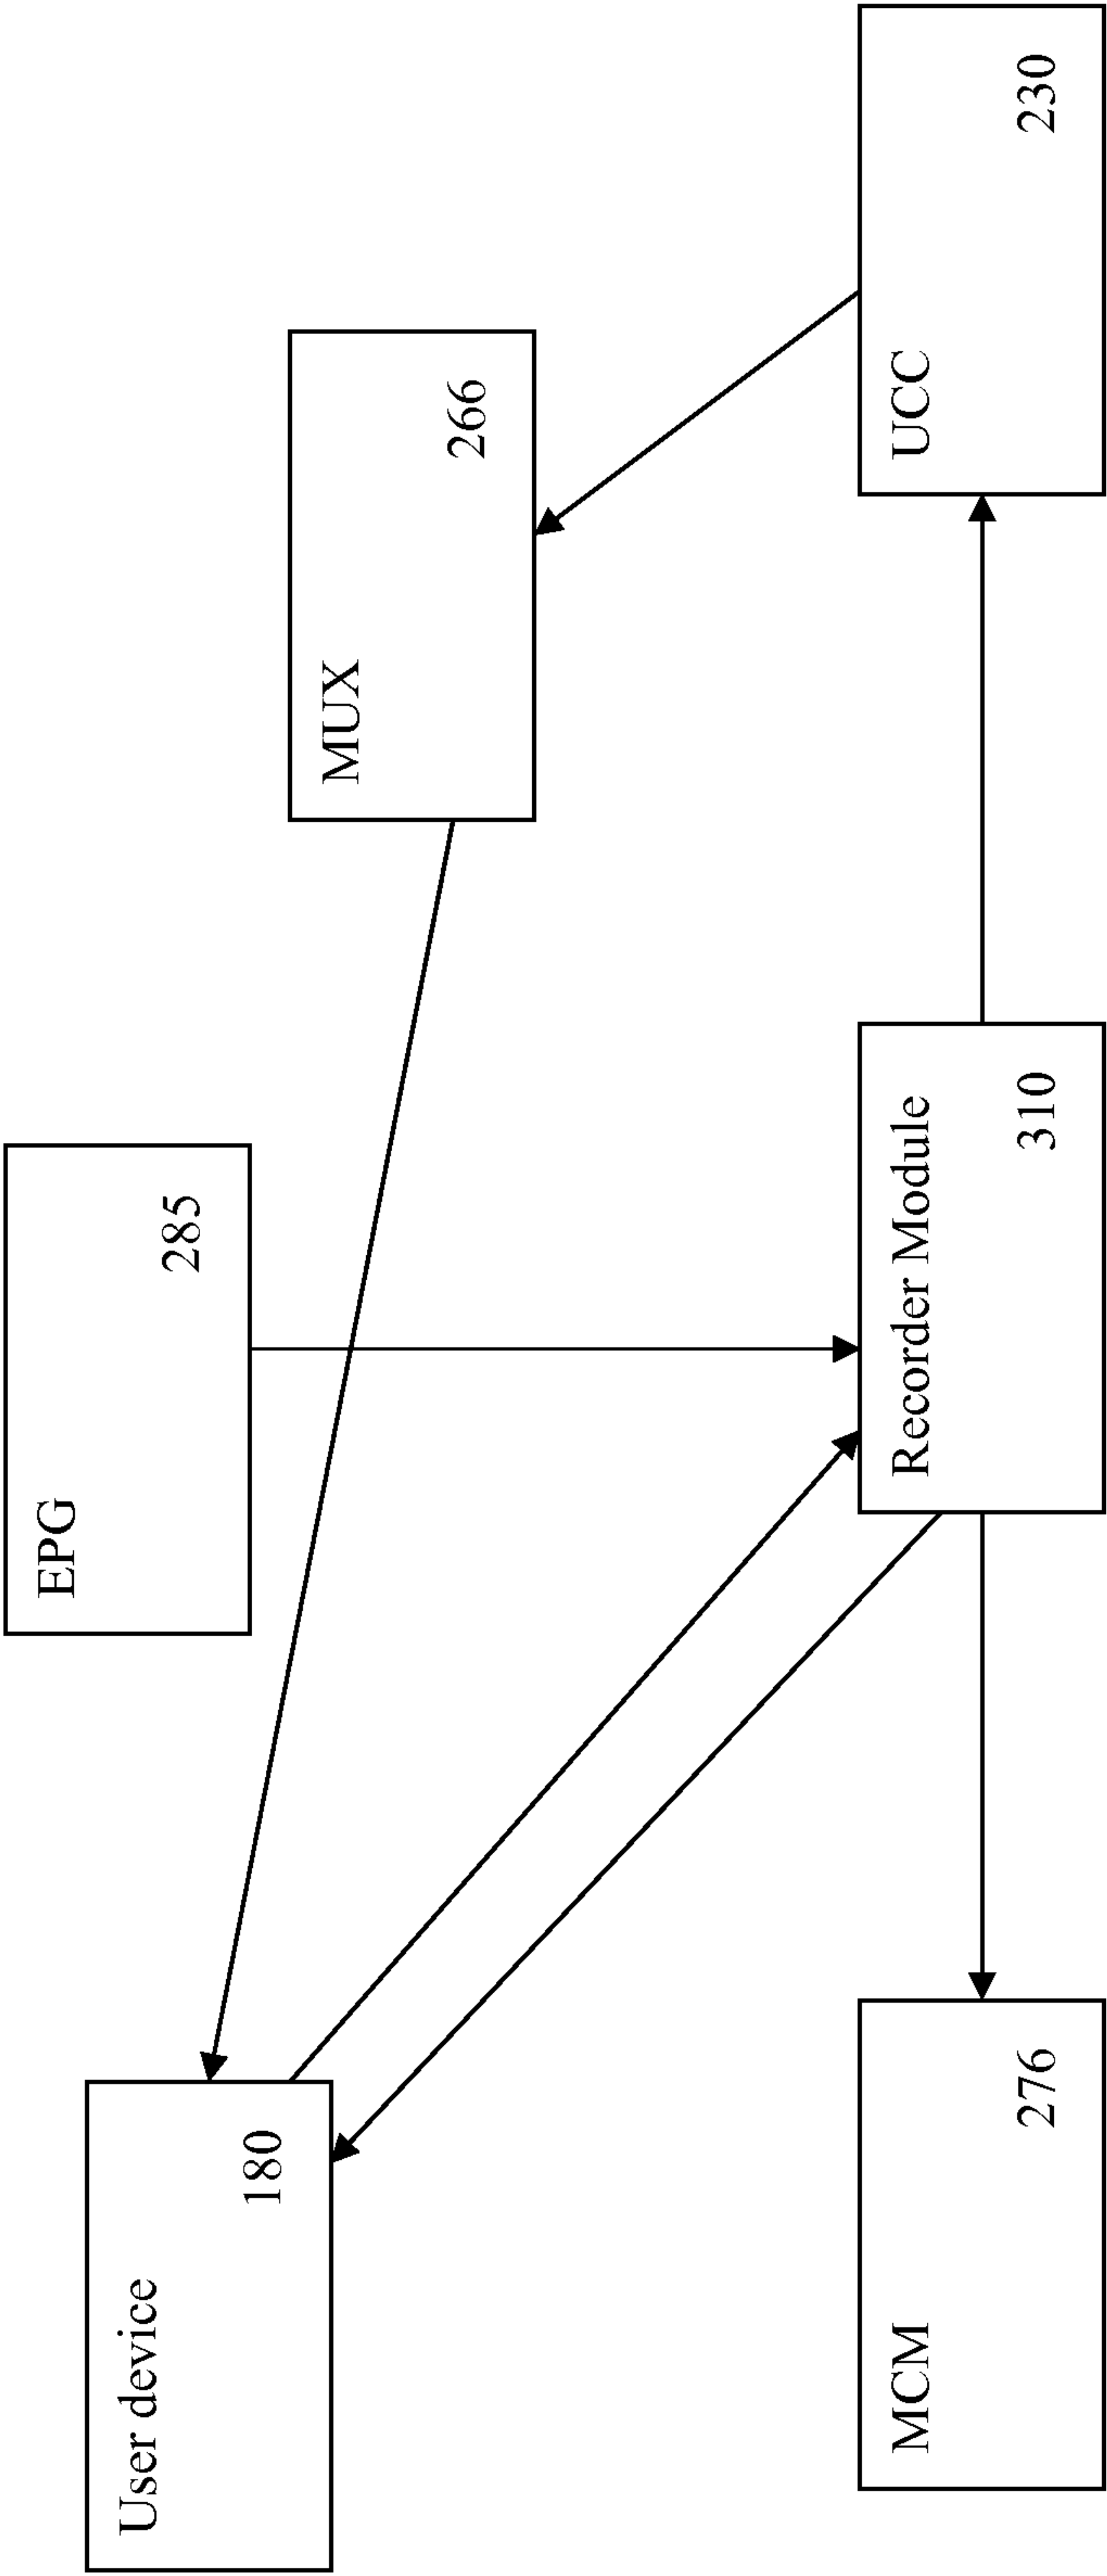 EPG
285
User device
180
MUX
266
MCM
276
Recorder Module
310
UCC
230